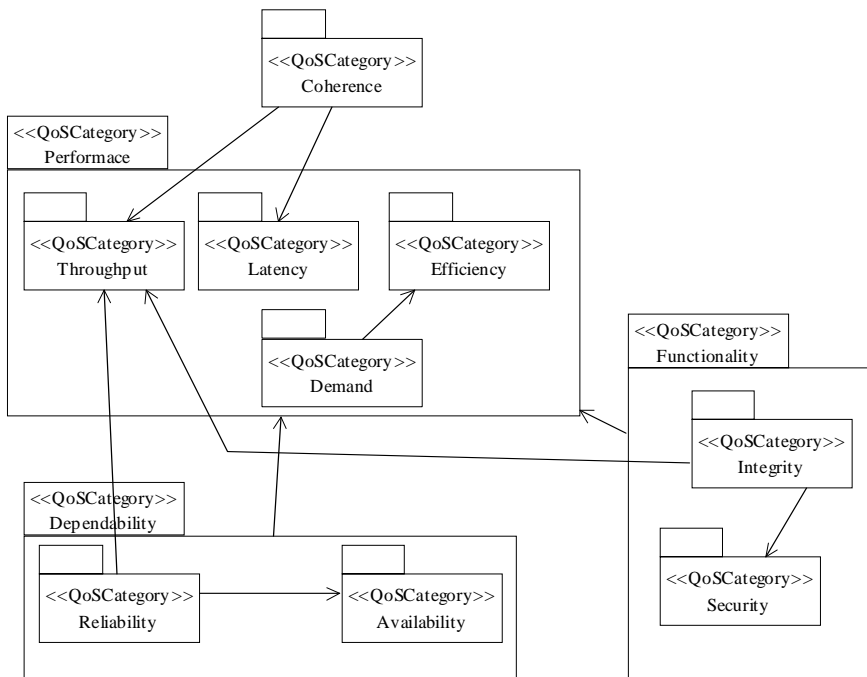 <<QoSCategory>>
Coherence
<<QoSCategory>>
Performace
<<QoSCategory>>
Throughput
<<QoSCategory>>
Latency
<<QoSCategory>>
Efficiency
<<QoSCategory>>
Demand
<<QoSCategory>>
Functionality
<<QoSCategory>>
Integrity
<<QoSCategory>>
Dependability
<<QoSCategory>>
Reliability
<<QoSCategory>>
Availability
<<QoSCategory>>
Security